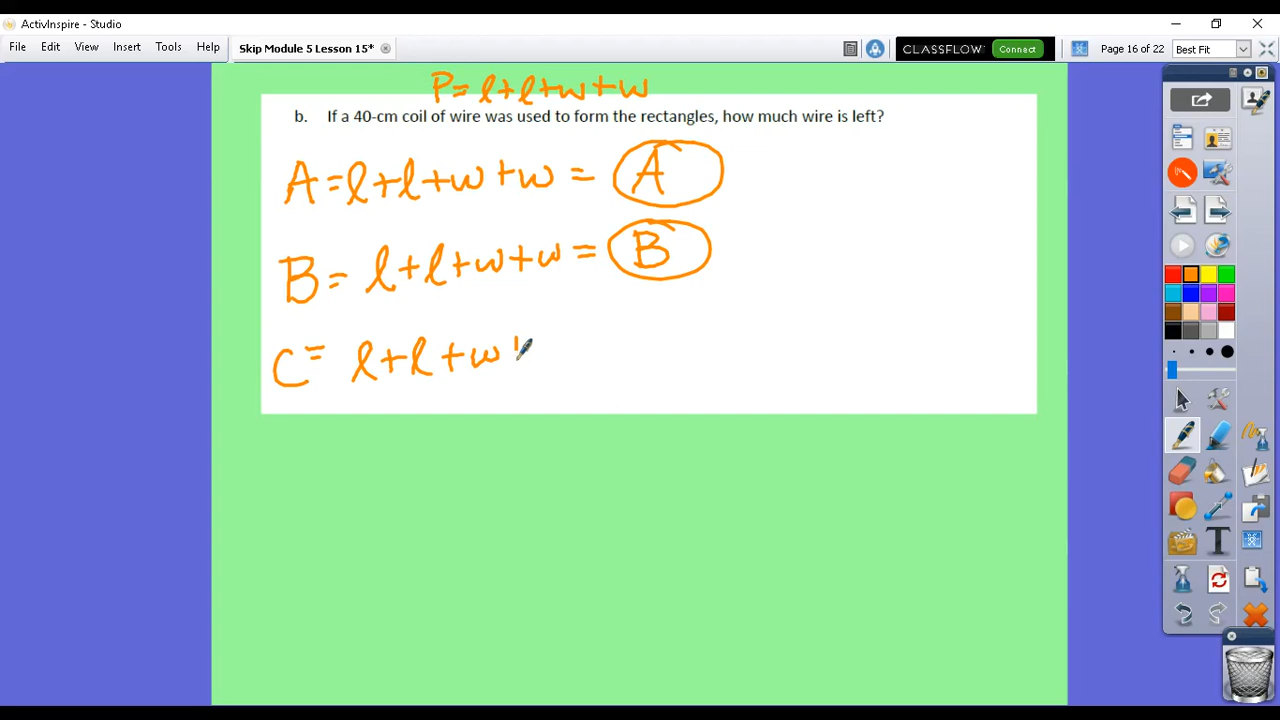 ActivInspire - Studio
File Edit View Insert Tools Help Skip Module 5 Lesson 15* CLASSFLOW Connect Page 16 of 22 Best Fit
P = l + l + w + w
b. If a 40-cm coil of wire was used to form the rectangles, how much wire is left?
A = l + l + w + w = A
B = l + l + w + w = B
C = l + l + w
T